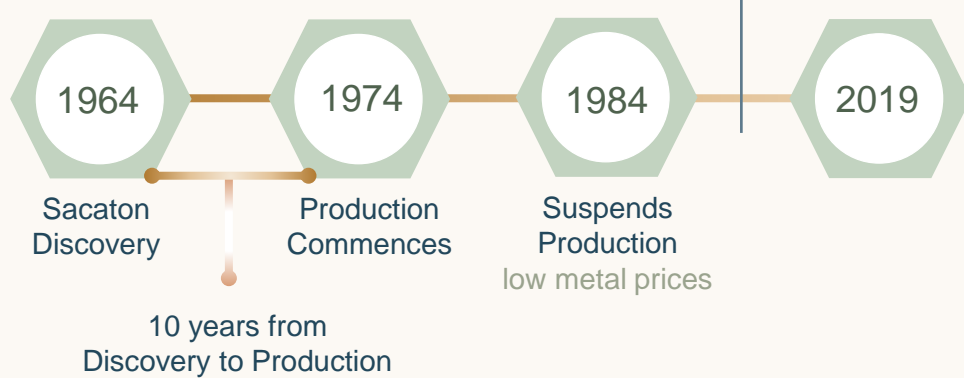 1964
1974
1984
2019
Sacaton
Discovery
Production
Commences
Suspends
Production
low metal prices
10 years from
Discovery to Production